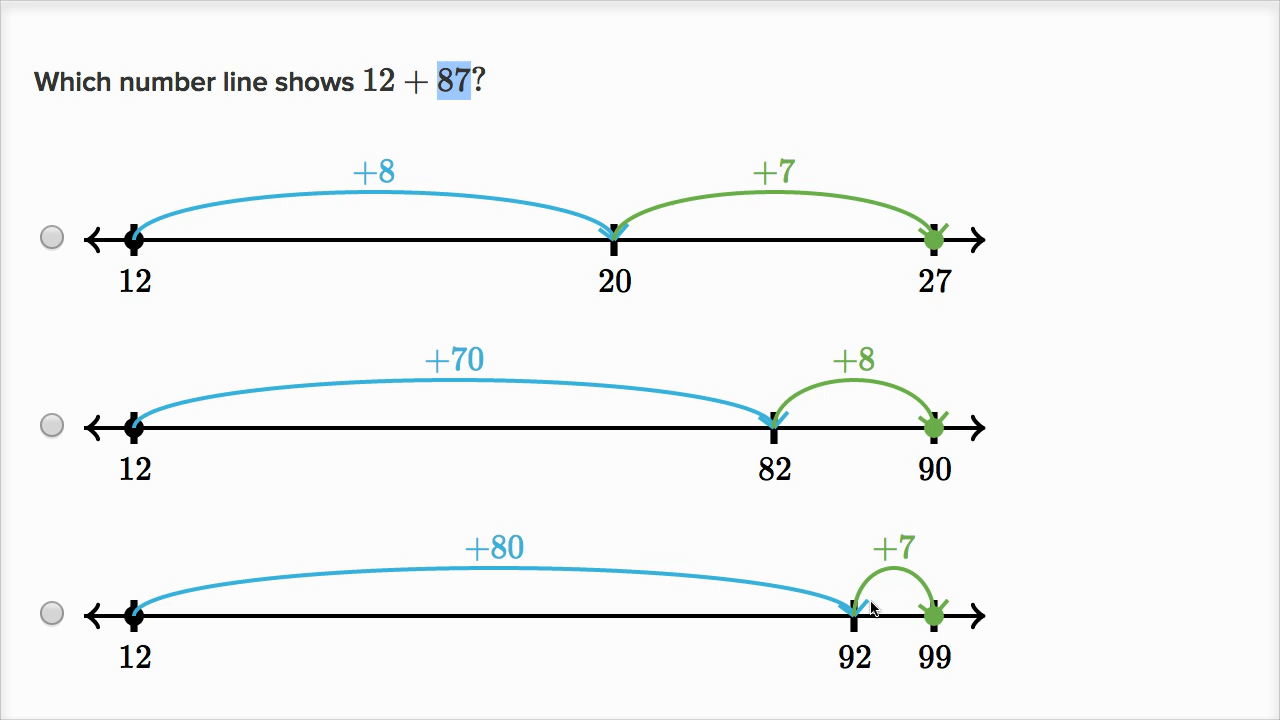 Which number line shows 12 + 87?
+8 +7
12 20 27
+70 +8
12 82 90
+80 +7
12 92 99